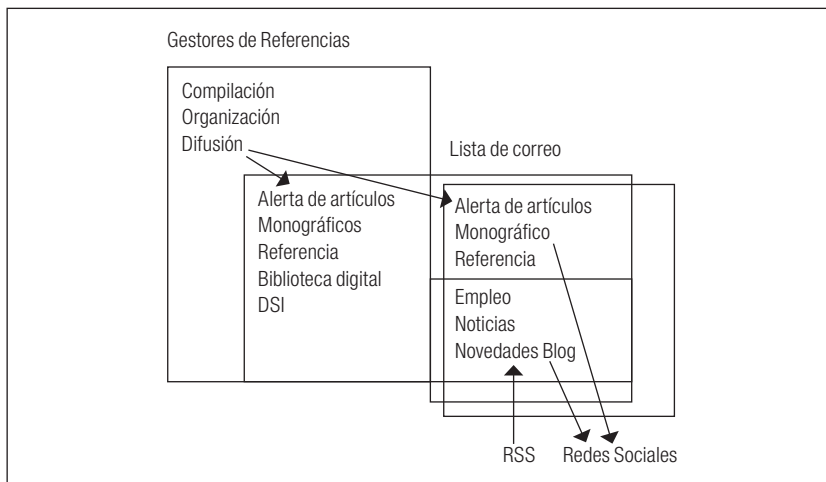 Gestores de Referencias
Compilación
Organización
Difusión
Lista de correo
Alerta de artículos
Monográficos
Referencia
Biblioteca digital
DSI
Alerta de artículos
Monográfico
Referencia
Empleo
Noticias
Novedades Blog
RSS
Redes Sociales